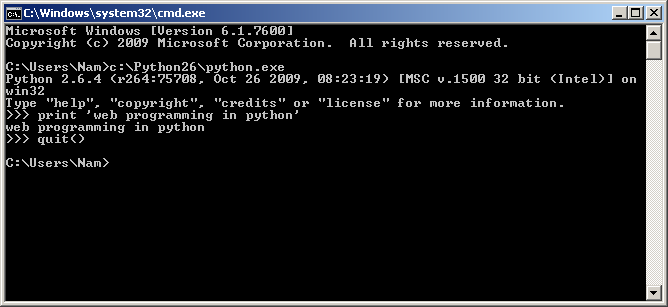 C:\Windows\system32\cmd.exe
Microsoft Windows [Version 6.1.7600]
Copyright (c) 2009 Microsoft Corporation.  All rights reserved.
C:\Users\Nam>c:\Python26\python.exe
Python 2.6.4 (r264:75708, Oct 26 2009, 08:23:19) [MSC v.1500 32 bit (Intel)] on
win32
Type "help", "copyright", "credits" or "license" for more information.
>>> print 'web programming in python'
web programming in python
>>> quit()
C:\Users\Nam>